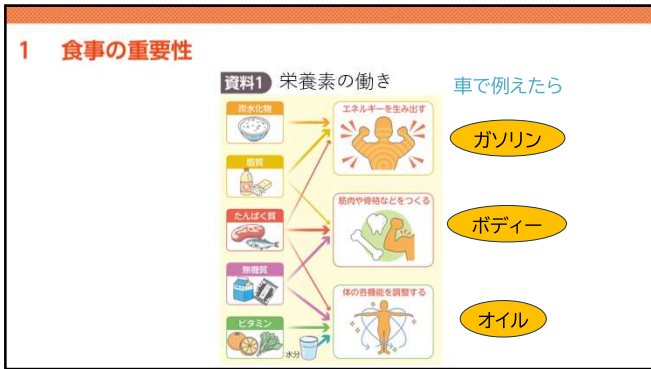 1 食事の重要性
資料1 栄養素の働き
車で例えたら
炭水化物
エネルギーを生み出す
ガソリン
脂質
たんぱく質
筋肉や骨格などをつくる
ボディー
無機質
体の各機能を調整する
オイル
ビタミン
水分